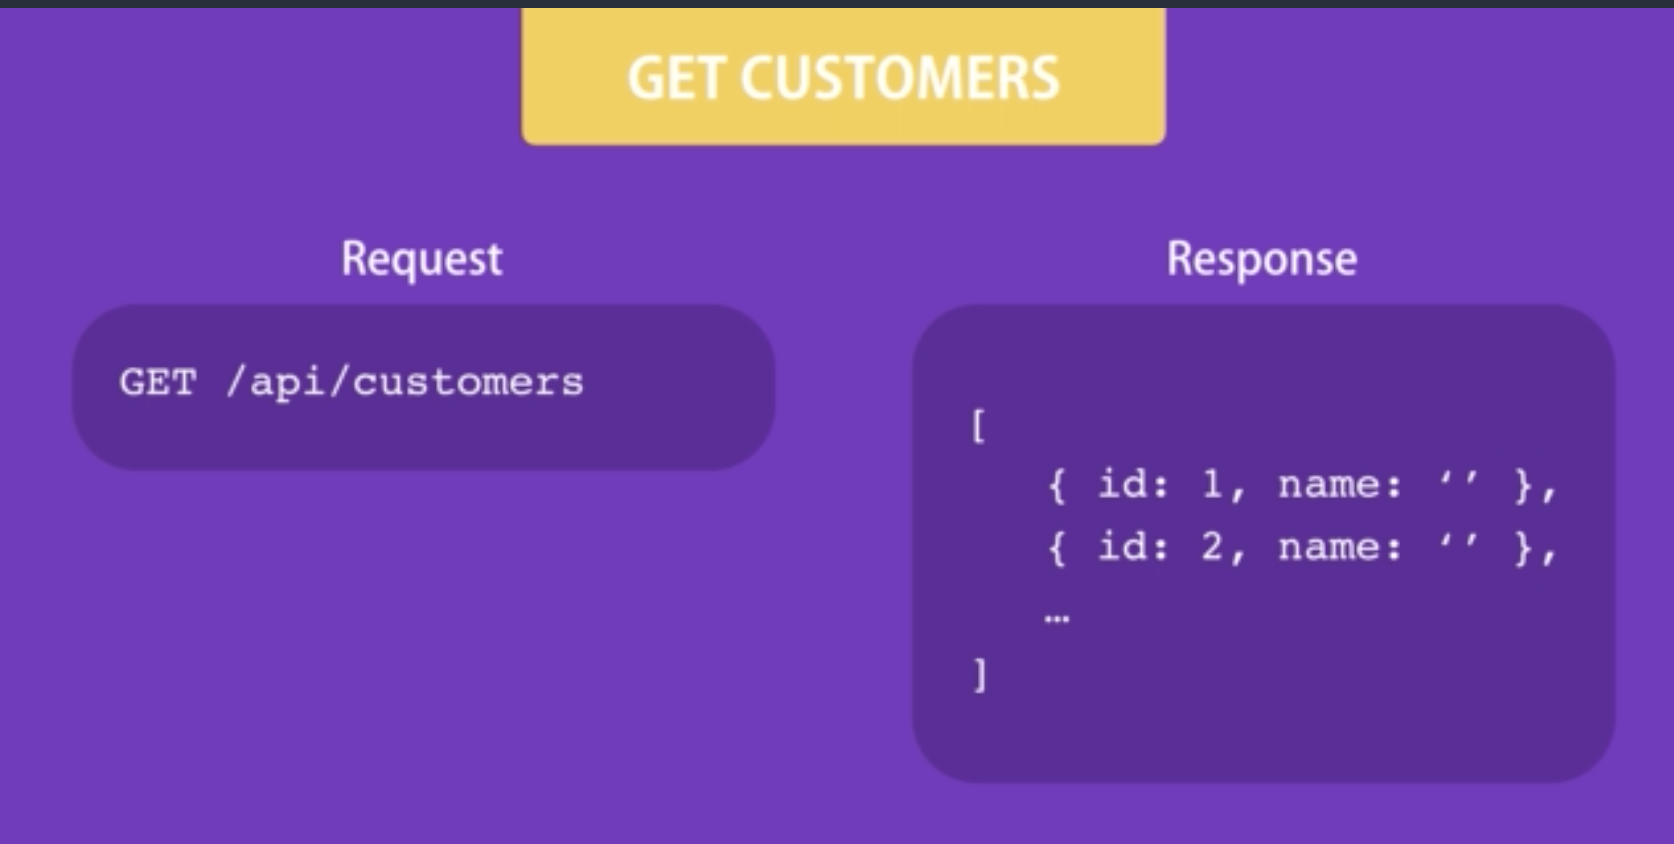 GET CUSTOMERS
Request
GET /api/customers
Response
[
{ id: 1, name: ‘’ },
{ id: 2, name: ‘’ },
…
]